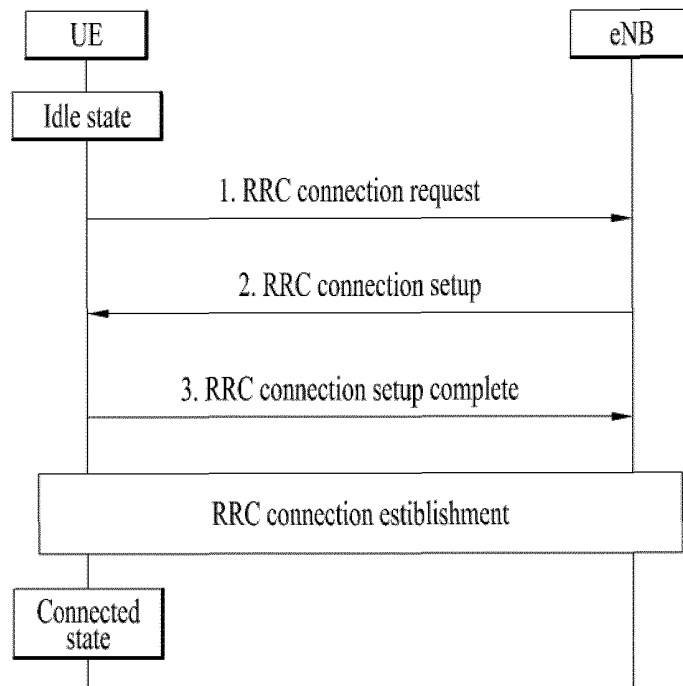 UE
eNB
Idle state
1. RRC connection request
2. RRC connection setup
3. RRC connection setup complete
RRC connection estiblishment
Connected
state